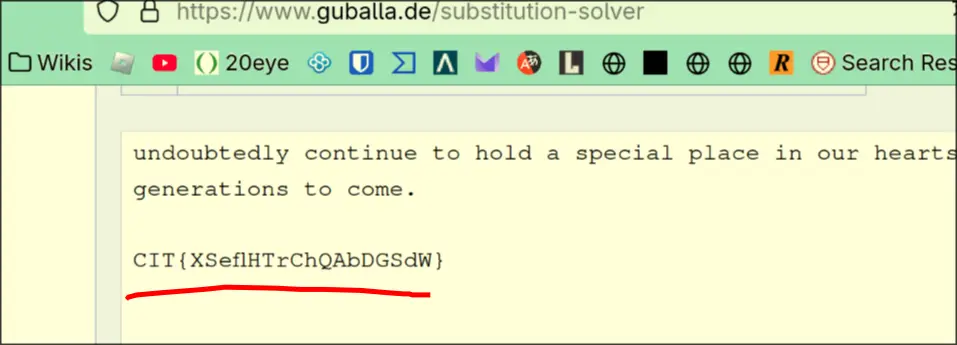 https://www.guballa.de/substitution-solver
Wikis 20eye Search Res
undoubtedly continue to hold a special place in our hearts
generations to come.
CIT{XSeflHTrChQAbDGSdW}